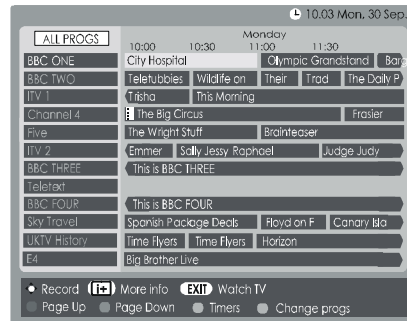 10.03 Mon, 30 Sep.
ALL PROGS
Monday
10:00 10:30 11:00 11:30
BBC ONE City Hospital Olympic Grandstand Barg
BBC TWO Teletubbies Wildlife on Their Trad The Daily P
ITV 1 Trisha This Morning
Channel 4 The Big Circus Frasier
Five The Wright Stuff Brainteaser
ITV 2 Emmer Sally Jessy Raphael Judge Judy
BBC THREE This is BBC THREE
Teletext
BBC FOUR This is BBC FOUR
Sky Travel Spanish Package Deals Floyd on F Canary Isla
UKTV History Time Flyers Time Flyers Horizon
E4 Big Brother Live
Record i+ More info EXIT Watch TV
Page Up Page Down Timers Change progs